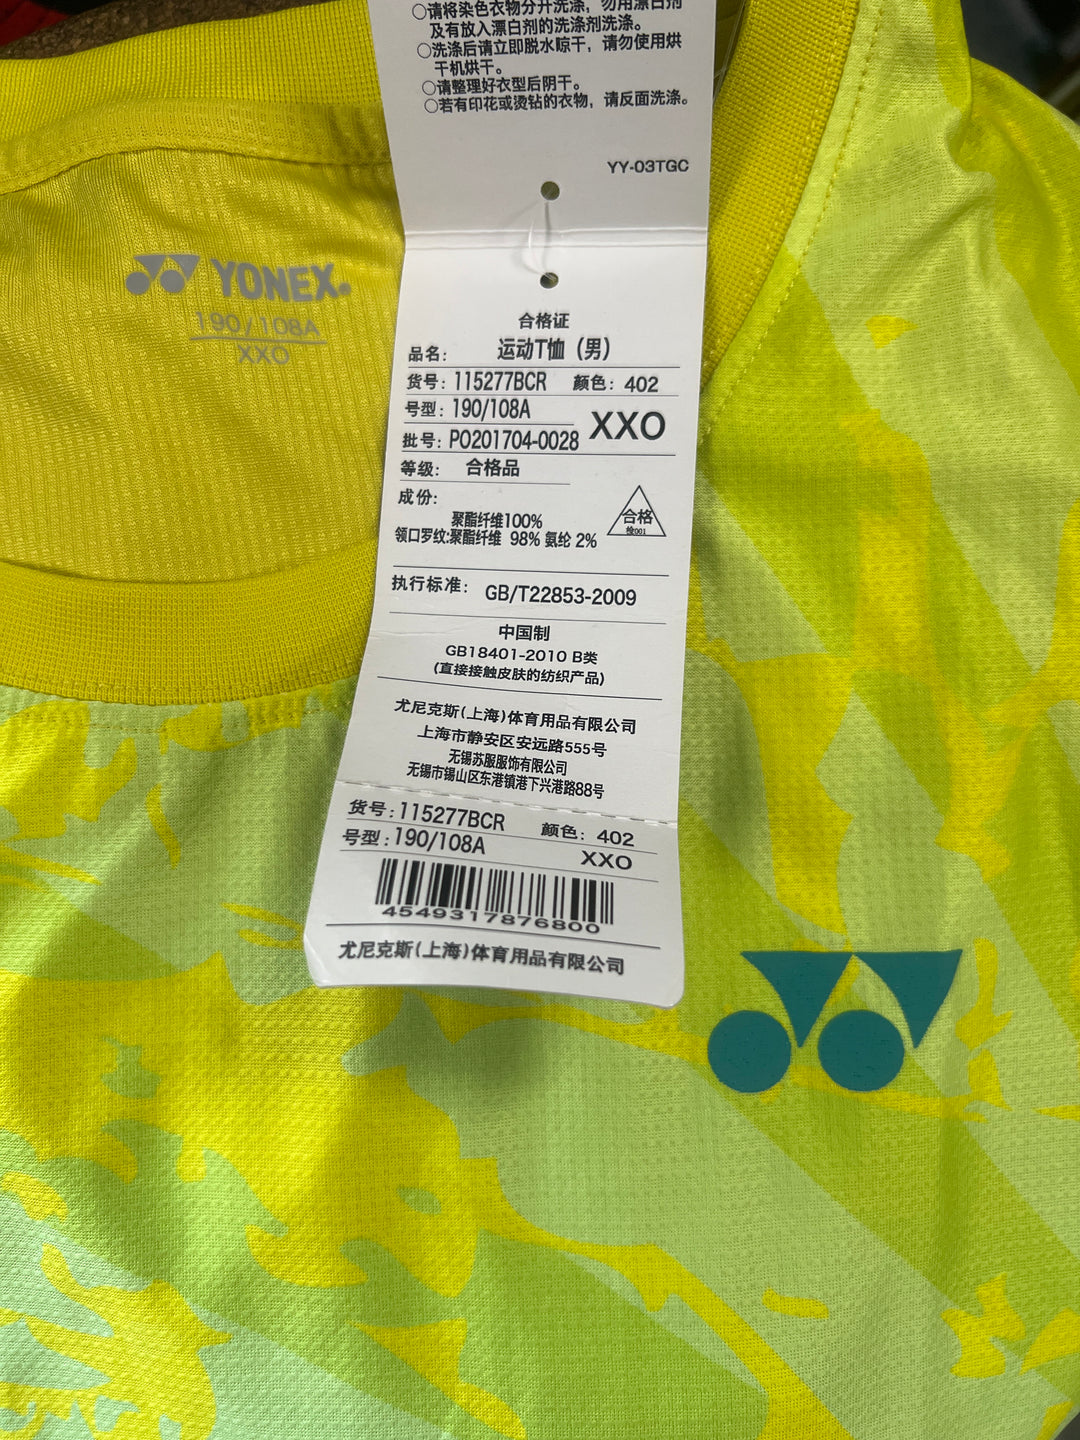 ○请将染色衣物分开洗涤，勿用漂白剂
及有放入漂白剂的洗涤剂洗涤。
○洗涤后请立即脱水晾干，请勿使用烘
干机烘干。
○请整理好衣型后阴干。
○若有印花或烫钻的衣物，请反面洗涤。
YY-03TGC
YONEX
190/108A
XXO
合格证
品名： 运动T恤（男）
货号：115277BCR 颜色：402
号型：190/108A XXO
批号：PO201704-0028
等级： 合格品
成份：
聚酯纤维100%
领口罗纹:聚酯纤维 98% 氨纶 2%
合格
检001
执行标准： GB/T22853-2009
中国制
GB18401-2010 B类
(直接接触皮肤的纺织产品)
尤尼克斯(上海)体育用品有限公司
上海市静安区安远路555号
无锡苏服服饰有限公司
无锡市锡山区东港镇港下兴港路88号
货号：115277BCR 颜色：402
号型：190/108A XXO
4549317876800
尤尼克斯(上海)体育用品有限公司